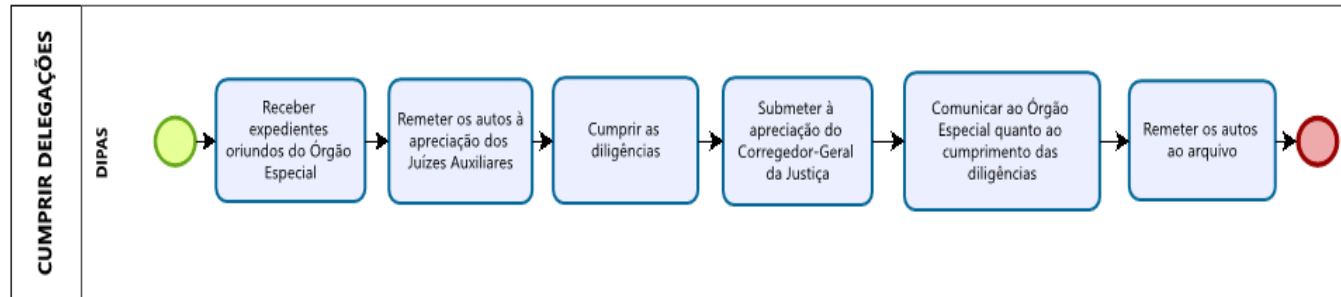 CUMPRIR DELEGAÇÕES
DIPAS
Receber
expedientes
oriundos do Órgão
Especial
Remeter os autos à
apreciação dos
Juízes Auxiliares
Cumprir as
diligências
Submeter à
apreciação do
Corregedor-Geral
da Justiça
Comunicar ao Órgão
Especial quanto ao
cumprimento das
diligências
Remeter os autos
ao arquivo